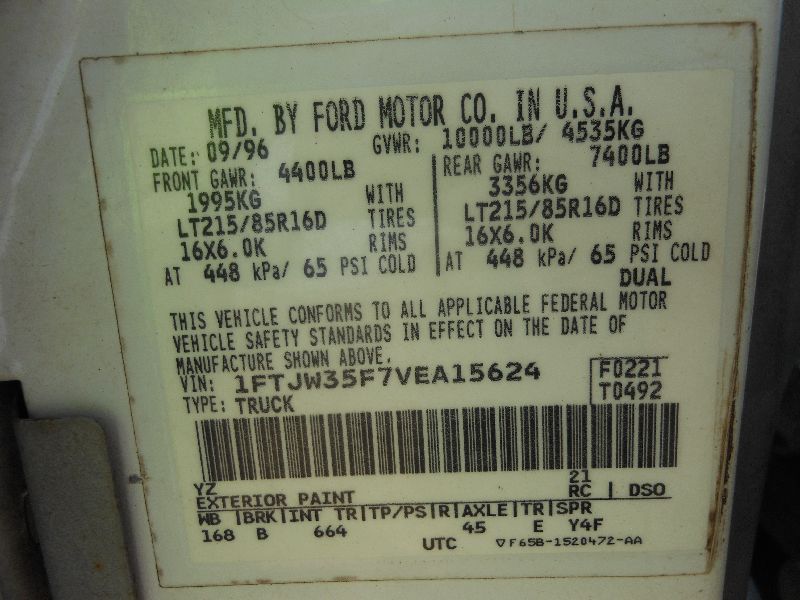 MFD. BY FORD MOTOR CO. IN U.S.A.
DATE: 09/96 GVWR: 10000LB/ 4535KG
FRONT GAWR: 4400LB REAR GAWR: 7400LB
1995KG WITH 3356KG WITH
LT215/85R16D TIRES LT215/85R16D TIRES
16X6.0K RIMS 16X6.0K RIMS
AT 448 kPa/ 65 PSI COLD AT 448 kPa/ 65 PSI COLD
DUAL
THIS VEHICLE CONFORMS TO ALL APPLICABLE FEDERAL MOTOR
VEHICLE SAFETY STANDARDS IN EFFECT ON THE DATE OF
MANUFACTURE SHOWN ABOVE.
VIN: 1FTJW35F7VEA15624 F0221
TYPE: TRUCK T0492
YZ 21
EXTERIOR PAINT RC | DSO
WB |BRK|INT TR|TP/PS|R|AXLE|TR|SPR
168 B 664 45 E Y4F
UTC ▽F65B-1520472-AA